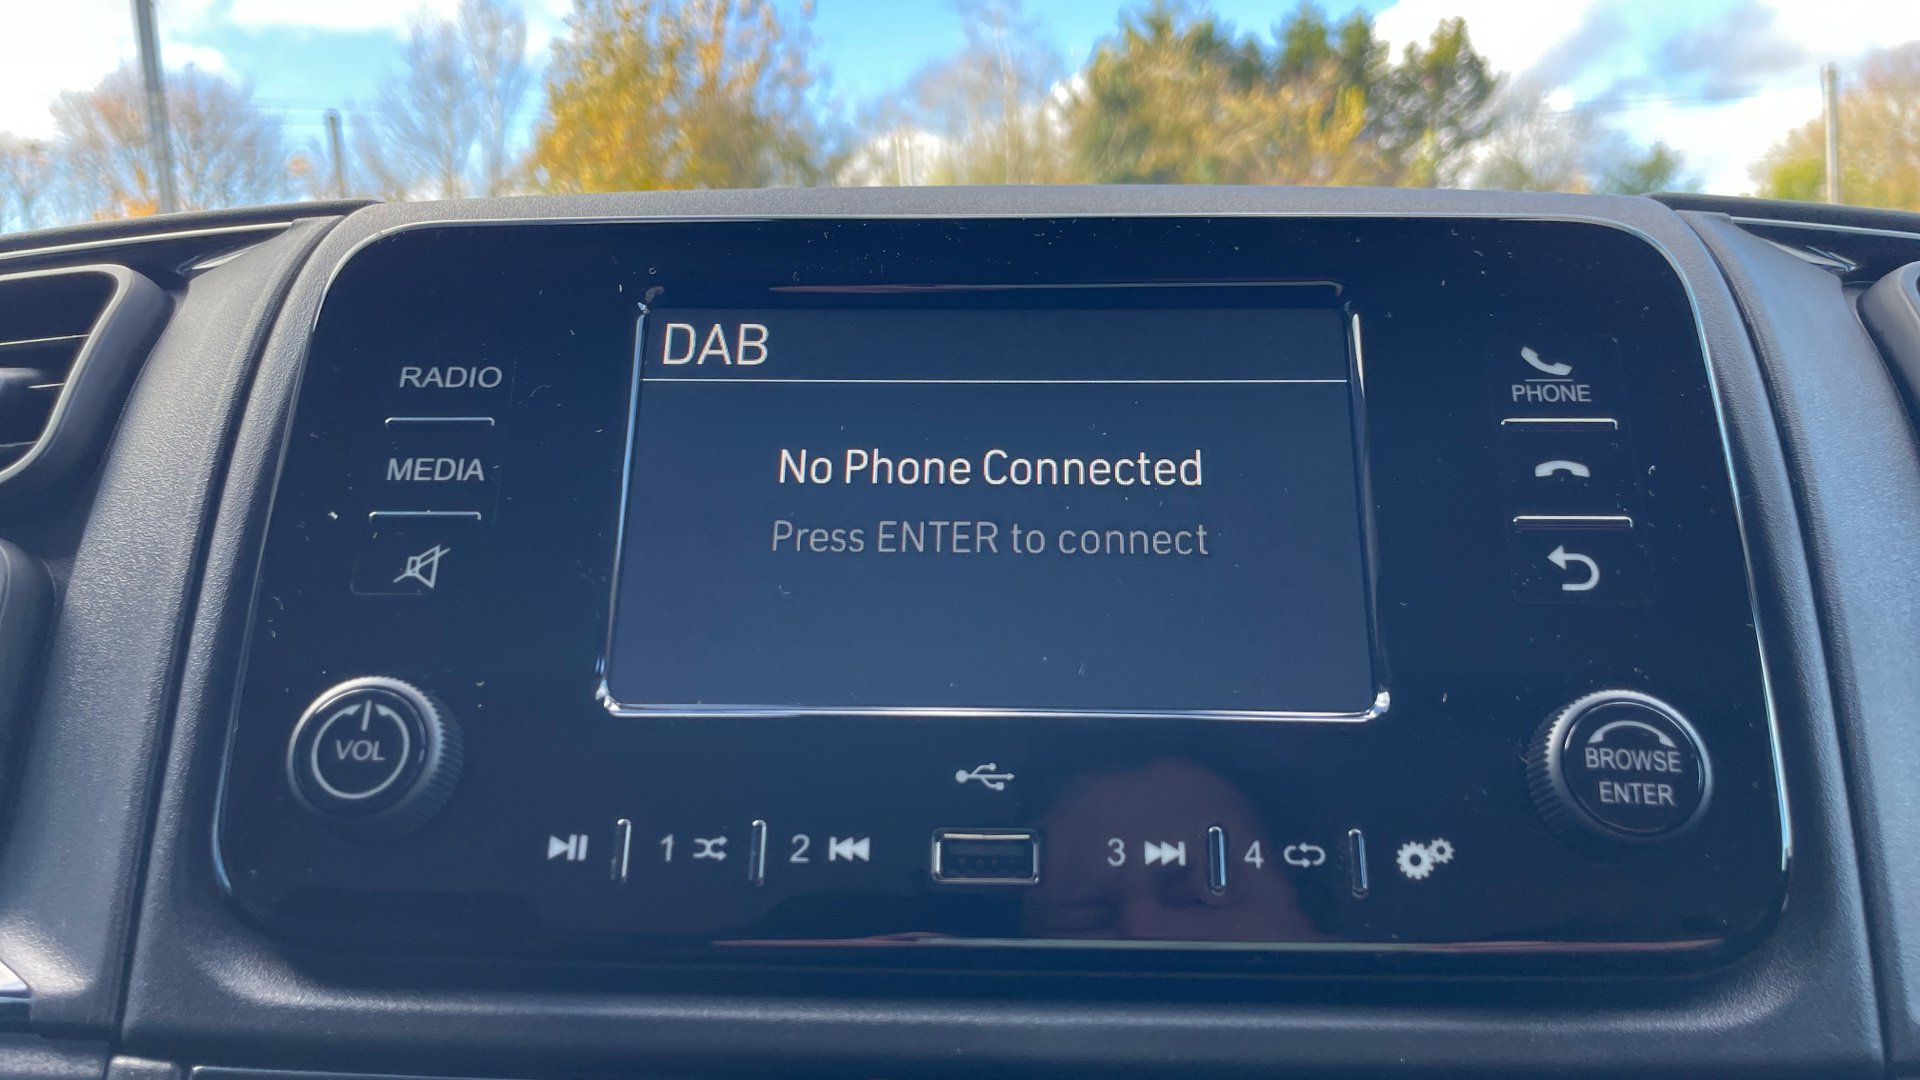 DAB
No Phone Connected
Press ENTER to connect
RADIO
MEDIA
VOL
PHONE
BROWSE
ENTER
1
2
3
4